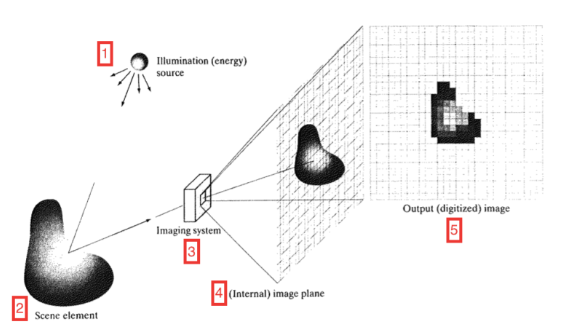 1
Illumination (energy)
source
Output (digitized) image
5
Imaging system
3
4
(Internal) image plane
2
Scene element